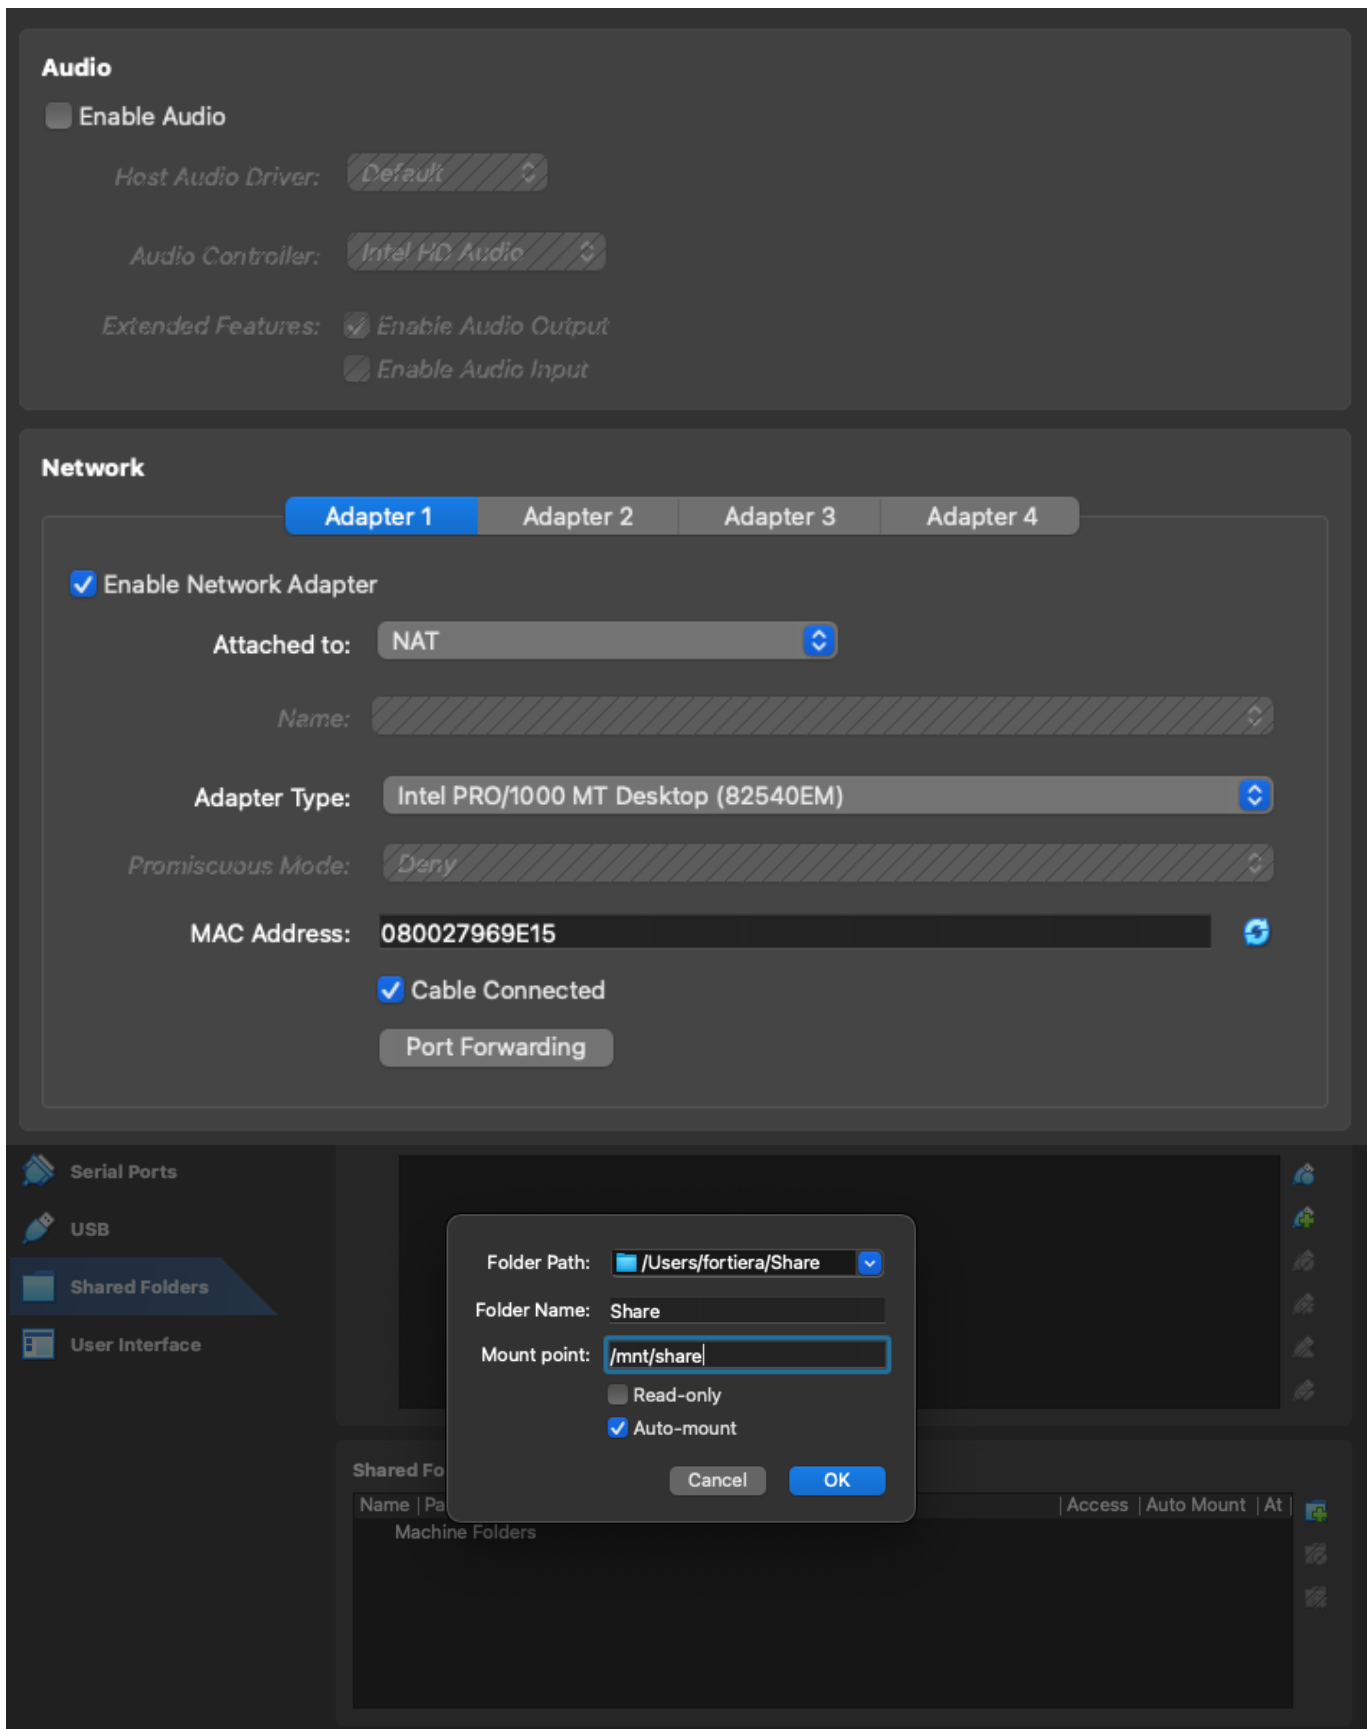 Audio
Enable Audio
Host Audio Driver: Default
Audio Controller: Intel HD Audio
Extended Features: Enable Audio Output
Enable Audio Input
Network
Adapter 1 Adapter 2 Adapter 3 Adapter 4
Enable Network Adapter
Attached to: NAT
Name:
Adapter Type: Intel PRO/1000 MT Desktop (82540EM)
Promiscuous Mode: Deny
MAC Address: 080027969E15
Cable Connected
Port Forwarding
Serial Ports
USB
Shared Folders
User Interface
Folder Path: /Users/fortiera/Share
Folder Name: Share
Mount point: /mnt/share
Read-only
Auto-mount
Cancel OK
Shared Fo
Name Pa Access Auto Mount At
Machine Folders